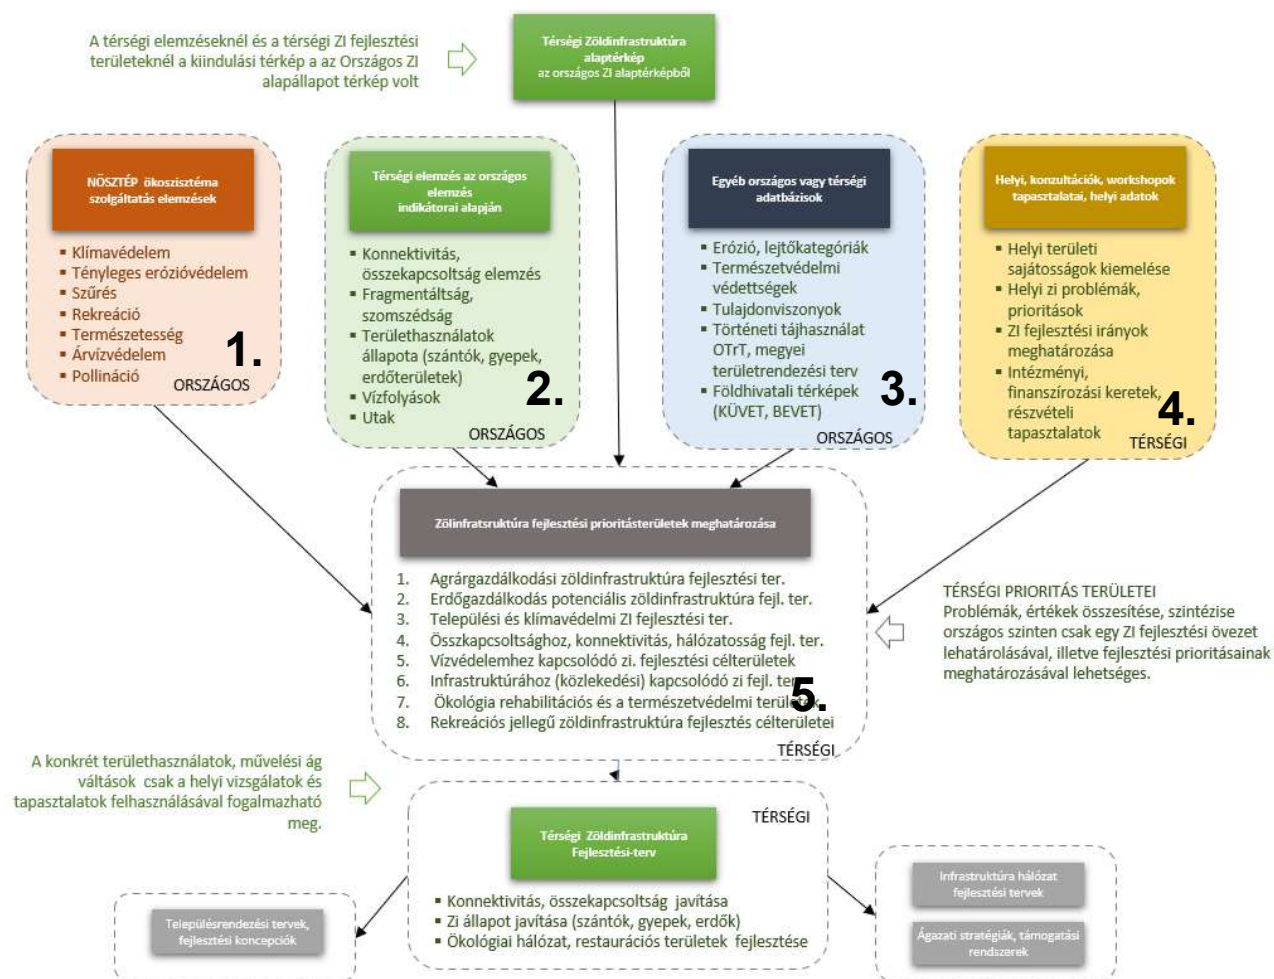 A térségi elemzéseknél és a térségi ZI fejlesztési
területeknél a kiindulási térkép a az Országos ZI
alapállapot térkép volt
Térségi Zöldinfrastruktúra
alaptérkép
az országos ZI alaptérképből
NÖSZTÉP ökoszisztéma
szolgáltatás elemzések
▪ Klímavédelem
▪ Tényleges erózióvédelem
▪ Szűrés
▪ Rekreáció
▪ Természetesség
▪ Árvízvédelem
▪ Pollináció
1.
ORSZÁGOS
Térségi elemzés az országos
elemzés
indikátorai alapján
▪ Konnektivitás,
összekapcsoltság elemzés
▪ Fragmentáltság,
szomszédság
▪ Területhasználatok
állapota (szántók, gyepek,
erdőterületek)
▪ Vízfolyások
▪ Utak
2.
ORSZÁGOS
Egyéb országos vagy térségi
adatbázisok
▪ Erózió, lejtőkategóriák
▪ Természetvédelmi
védettségek
▪ Tulajdonviszonyok
▪ Történeti tájhasználat
OTrT, megyei
területrendezési terv
▪ Földhivatali térképek
(KÜVET, BEVET)
3.
ORSZÁGOS
Helyi, konzultációk, workshopok
tapasztalatai, helyi adatok
▪ Helyi területi
sajátosságok kiemelése
▪ Helyi zi problémák,
prioritások
▪ ZI fejlesztési irányok
meghatározása
▪ Intézményi,
finanszírozási keretek,
részvételi
tapasztalatok
4.
TÉRSÉGI
Zölinfratsruktúra fejlesztési prioritásterületek meghatározása
1. Agrárgazdálkodási zöldinfrastruktúra fejlesztési ter.
2. Erdőgazdálkodás potenciális zöldinfrastruktúra fejl. ter.
3. Települési és klímavédelmi ZI fejlesztési ter.
4. Összkapcsoltsághoz, konnektivitás, hálózatosság fejl. ter.
5. Vízvédelemhez kapcsolódó zi. fejlesztési célterületek
6. Infrastruktúrához (közlekedési) kapcsolódó zi fejl. ter.
7. Ökológia rehabilitációs és a természetvédelmi területek
8. Rekreációs jellegű zöldinfrastruktúra fejlesztés célterületei
5.
TÉRSÉGI
TÉRSÉGI PRIORITÁS TERÜLETEI
Problémák, értékek összesítése, szintézise
országos szinten csak egy ZI fejlesztési övezet
lehatárolásával, illetve fejlesztési prioritásainak
meghatározásával lehetséges.
A konkrét területhasználatok, művelési ág
váltások csak a helyi vizsgálatok és
tapasztalatok felhasználásával fogalmazható
meg.
TÉRSÉGI
Térségi Zöldinfrastruktúra
Fejlesztési-terv
▪ Konnektivitás, összekapcsoltság javítása
▪ Zi állapot javítása (szántók, gyepek, erdők)
▪ Ökológiai hálózat, restaurációs területek fejlesztése
Településrendezési tervek,
fejlesztési koncepciók
Infrastruktúra hálózat
fejlesztési tervek
Ágazati stratégiák, támogatási
rendszerek